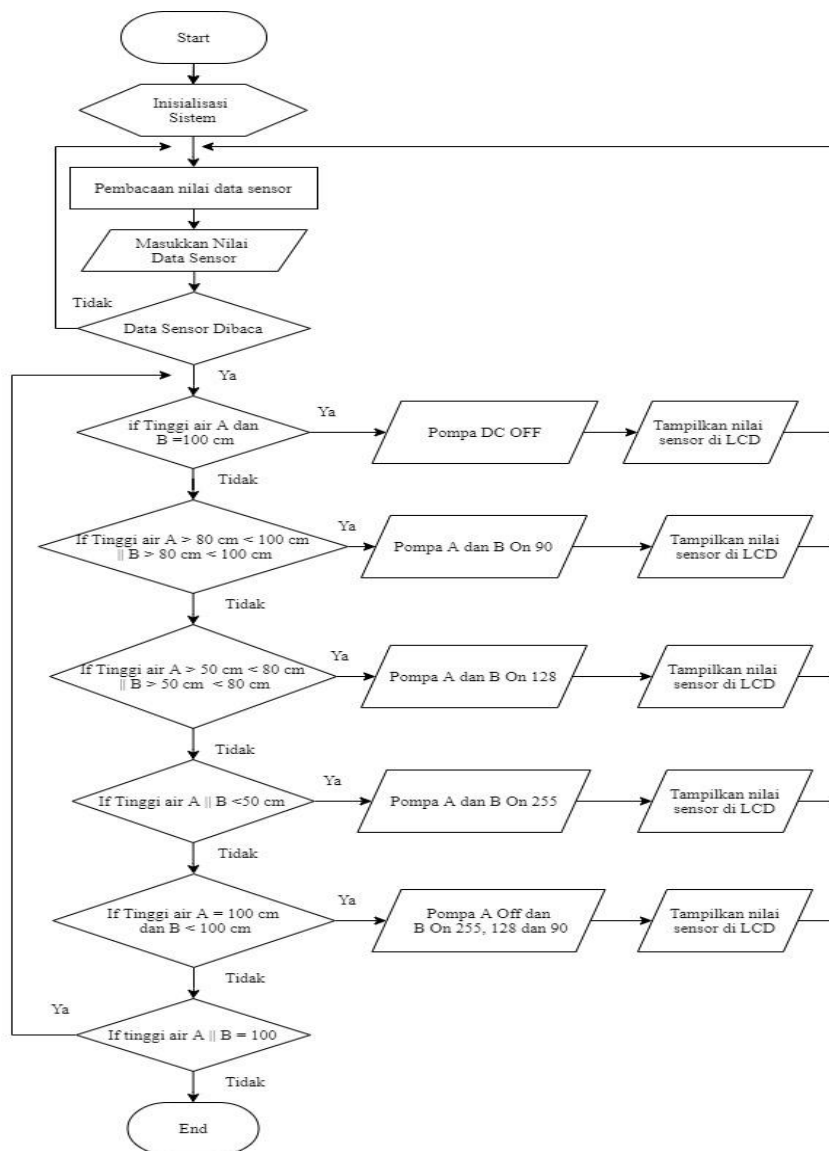 Start
Inisialisasi
Sistem
Pembacaan nilai data sensor
Masukkan Nilai
Data Sensor
Tidak
Data Sensor Dibaca
Ya
if Tinggi air A dan
B =100 cm
Ya
Pompa DC OFF
Tampilkan nilai
sensor di LCD
Tidak
If Tinggi air A > 80 cm < 100 cm
|| B > 80 cm < 100 cm
Ya
Pompa A dan B On 90
Tampilkan nilai
sensor di LCD
Tidak
If Tinggi air A > 50 cm < 80 cm
|| B > 50 cm < 80 cm
Ya
Pompa A dan B On 128
Tampilkan nilai
sensor di LCD
Tidak
If Tinggi air A || B <50 cm
Ya
Pompa A dan B On 255
Tampilkan nilai
sensor di LCD
Tidak
If Tinggi air A = 100 cm
dan B < 100 cm
Ya
Pompa A Off dan
B On 255, 128 dan 90
Tampilkan nilai
sensor di LCD
Tidak
Ya
If tinggi air A || B = 100
Tidak
End